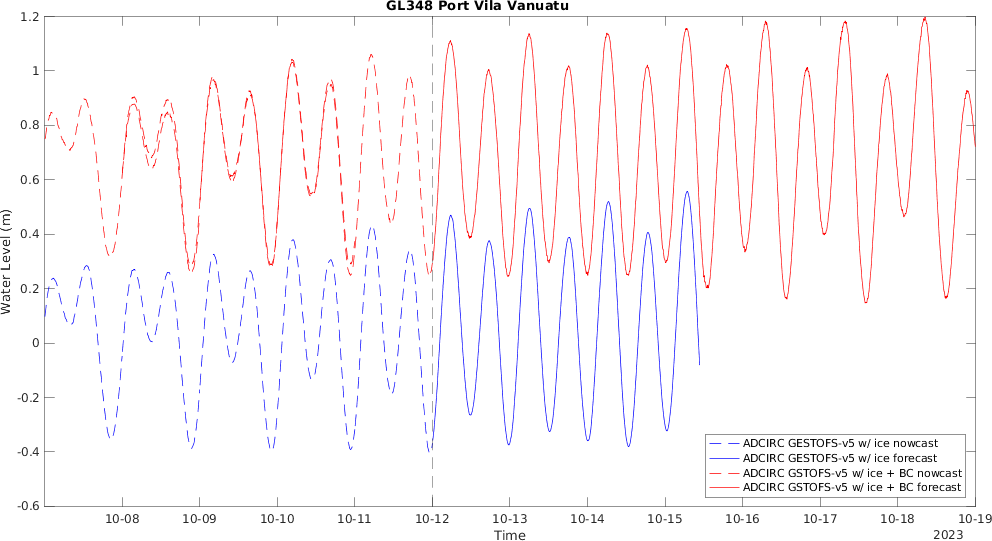 GL348 Port Vila Vanuatu
Water Level (m)
1.2
1
0.8
0.6
0.4
0.2
0
-0.2
-0.4
-0.6
ADCIRC GESTOFS-v5 w/ ice nowcast
ADCIRC GESTOFS-v5 w/ ice forecast
ADCIRC GSTOFS-v5 w/ ice + BC nowcast
ADCIRC GSTOFS-v5 w/ ice + BC forecast
10-08 10-09 10-10 10-11 10-12 10-13 10-14 10-15 10-16 10-17 10-18 10-19
Time
2023